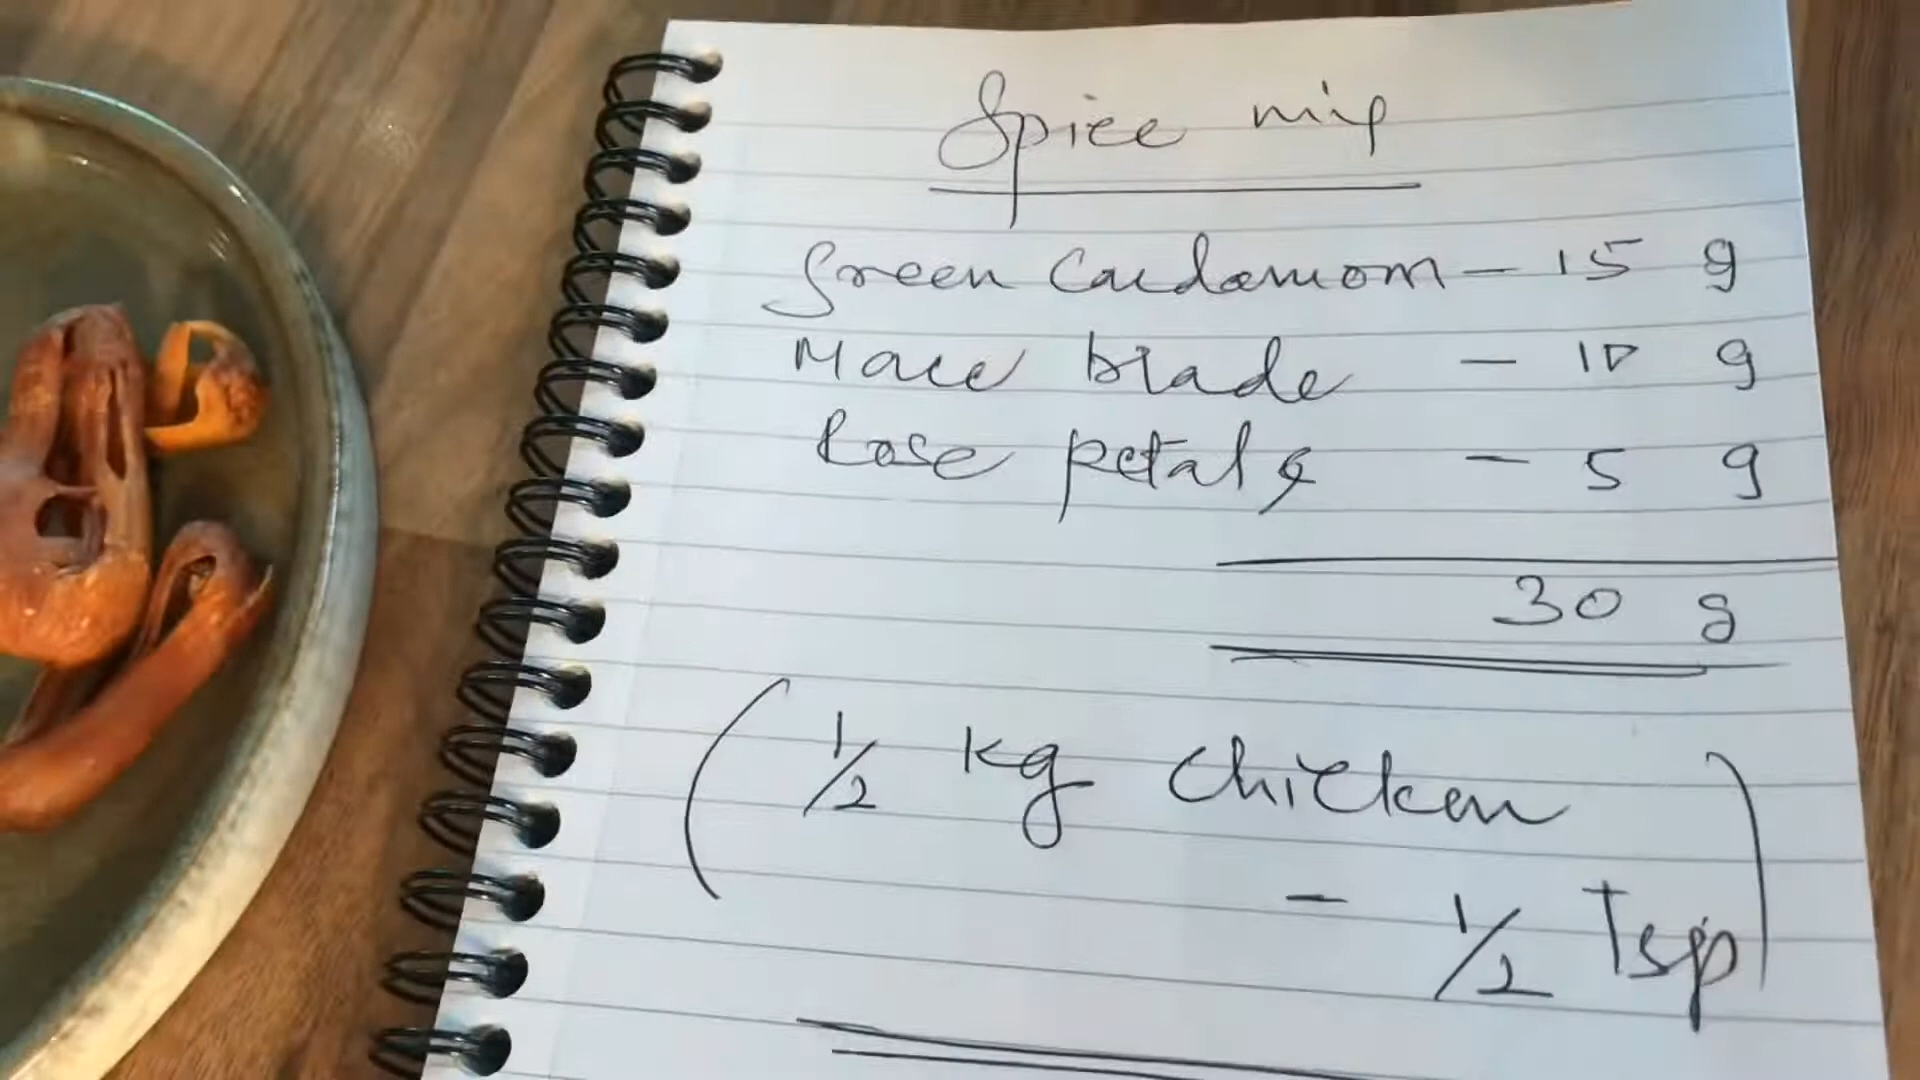 Spice mix
Green Cardamom - 15 g
Mace blade - 10 g
Rose petals - 5 g
30 g
(1/2 kg chicken
- 1/2 Tsp)